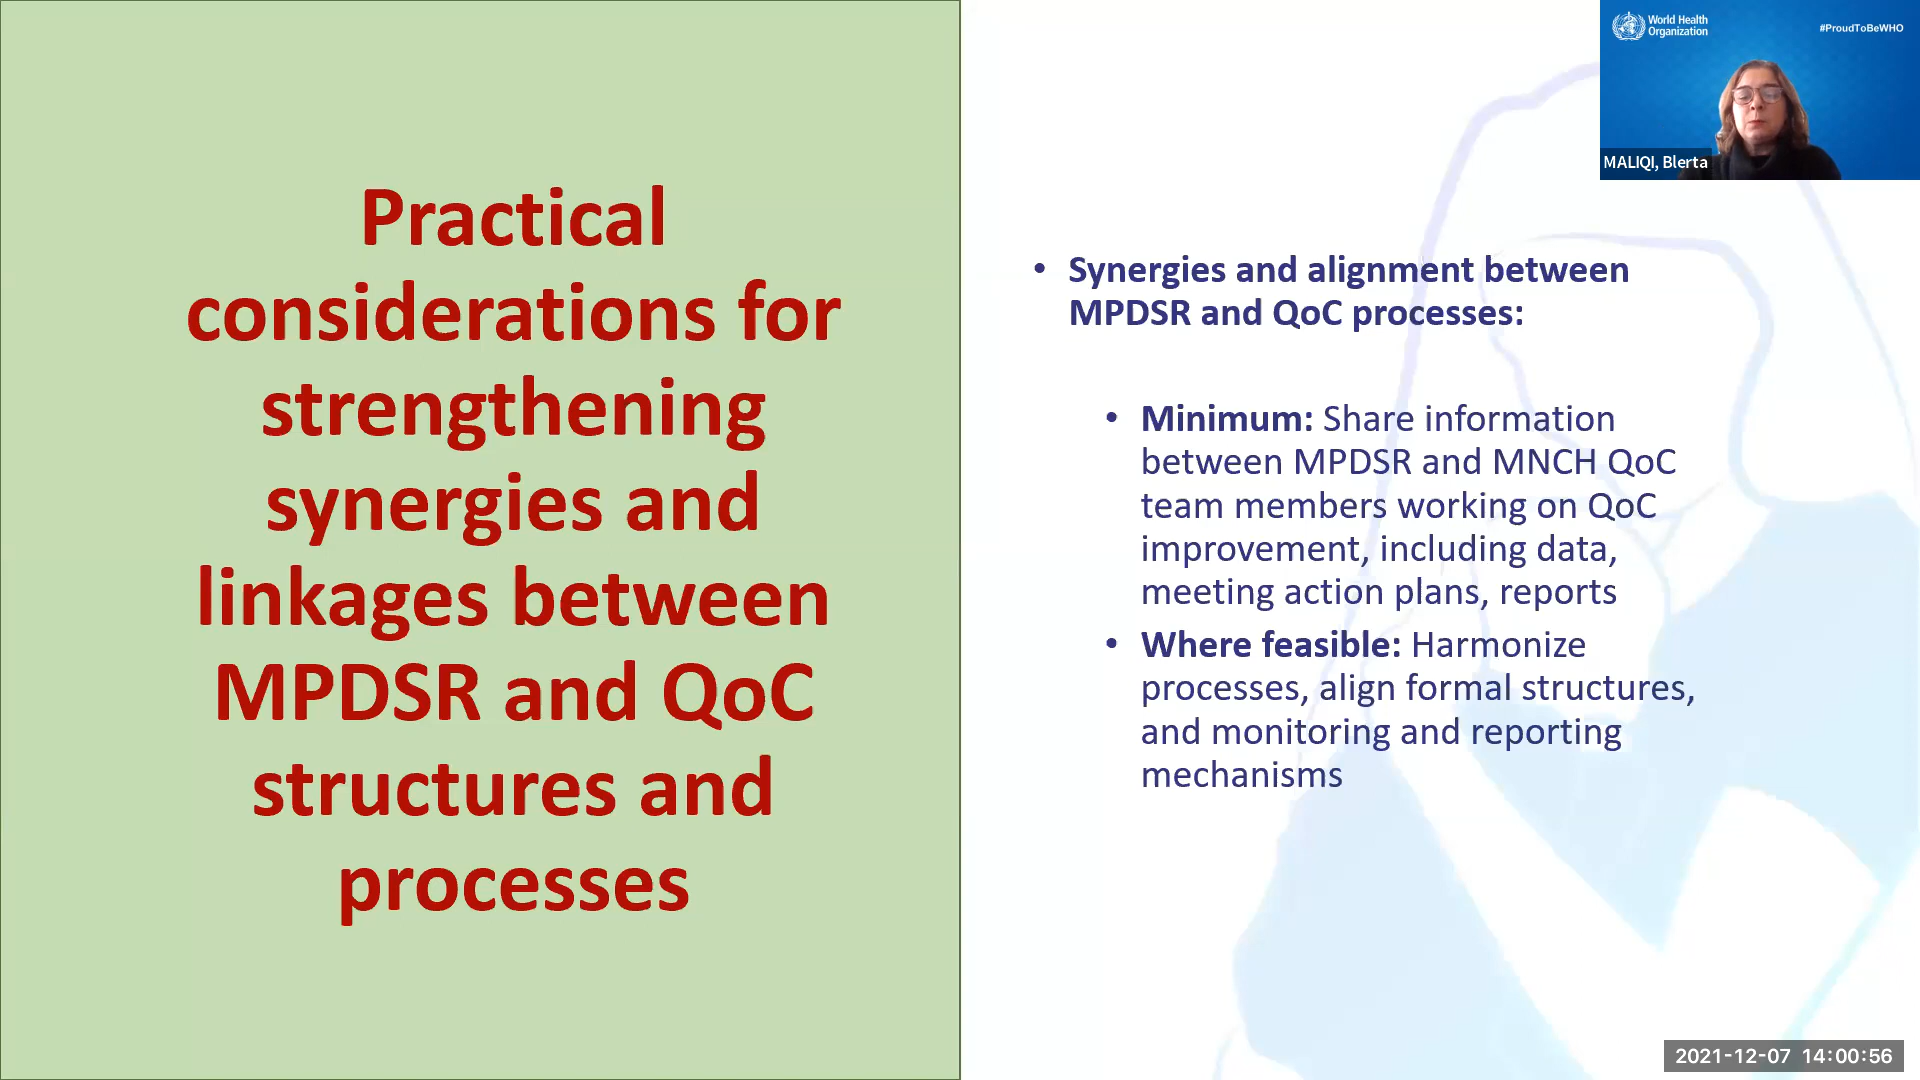 Practical
considerations for
strengthening
synergies and
linkages between
MPDSR and QoC
structures and
processes
• Synergies and alignment between
MPDSR and QoC processes:
• Minimum: Share information
between MPDSR and MNCH QoC
team members working on QoC
improvement, including data,
meeting action plans, reports
• Where feasible: Harmonize
processes, align formal structures,
and monitoring and reporting
mechanisms
World Health
Organization
#ProudToBeWHO
MALIQI, Blerta
2021-12-07 14:00:56